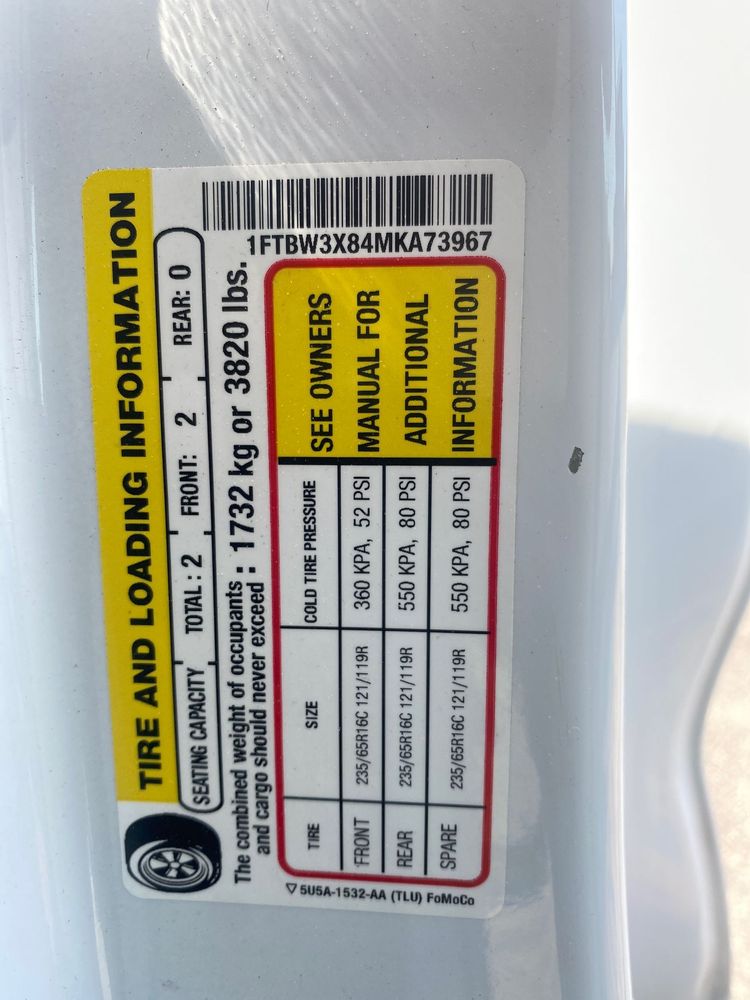 TIRE AND LOADING INFORMATION
SEATING CAPACITY TOTAL: 2 FRONT: 2 REAR: 0
The combined weight of occupants : 1732 kg or 3820 lbs.
and cargo should never exceed
1FTBW3X84MKA73967
TIRE SIZE COLD TIRE PRESSURE
FRONT 235/65R16C 121/119R 360 KPA, 52 PSI
REAR 235/65R16C 121/119R 550 KPA, 80 PSI
SPARE 235/65R16C 121/119R 550 KPA, 80 PSI
SEE OWNERS
MANUAL FOR
ADDITIONAL
INFORMATION
5U5A-1532-AA (TLU) FoMoCo